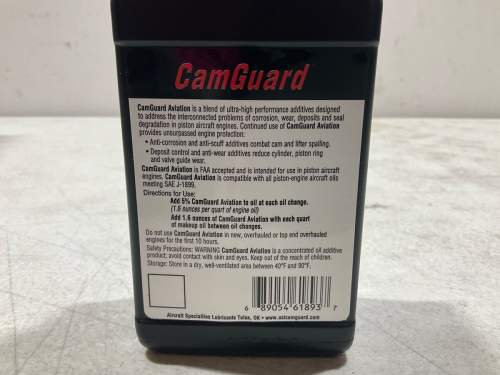 CamGuard
CamGuard Aviation is a blend of ultra-high performance additives designed
to address the interconnected problems of corrosion, wear, deposits and seal
degradation in piston aircraft engines. Continued use of CamGuard Aviation
provides unsurpassed engine protection:
• Anti-corrosion and anti-scuff additives combat cam and lifter spalling.
• Deposit control and anti-wear additives reduce cylinder, piston ring
and valve guide wear.
CamGuard Aviation is FAA accepted and is intended for use in piston aircraft
engines. CamGuard Aviation is compatible with all piston-engine aircraft oils
meeting SAE J-1899.
Directions for Use:
Add 5% CamGuard Aviation to oil at each oil change.
(1.6 ounces per quart of engine oil)
Add 1.6 ounces of CamGuard Aviation with each quart
of makeup oil between oil changes.
Do not use CamGuard Aviation in new, overhauled or top end overhauled
engines for the first 10 hours.
Safety Precautions: WARNING CamGuard Aviation is a concentrated oil additive
product; avoid contact with skin and eyes. Keep out of the reach of children.
Storage: Store in a dry, well-ventilated area between 40°F and 90°F.
6 89054 61893 7
Aircraft Specialties Lubricants Tulsa, OK • www.aslcamguard.com